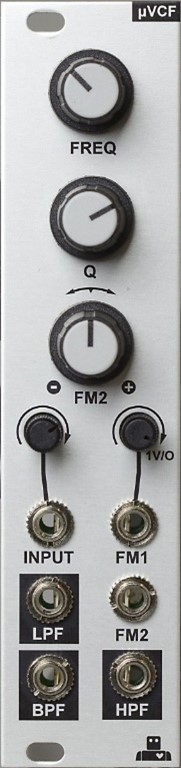 µVCF
FREQ
Q
- +
FM2
1V/O
INPUT FM1
LPF FM2
BPF HPF